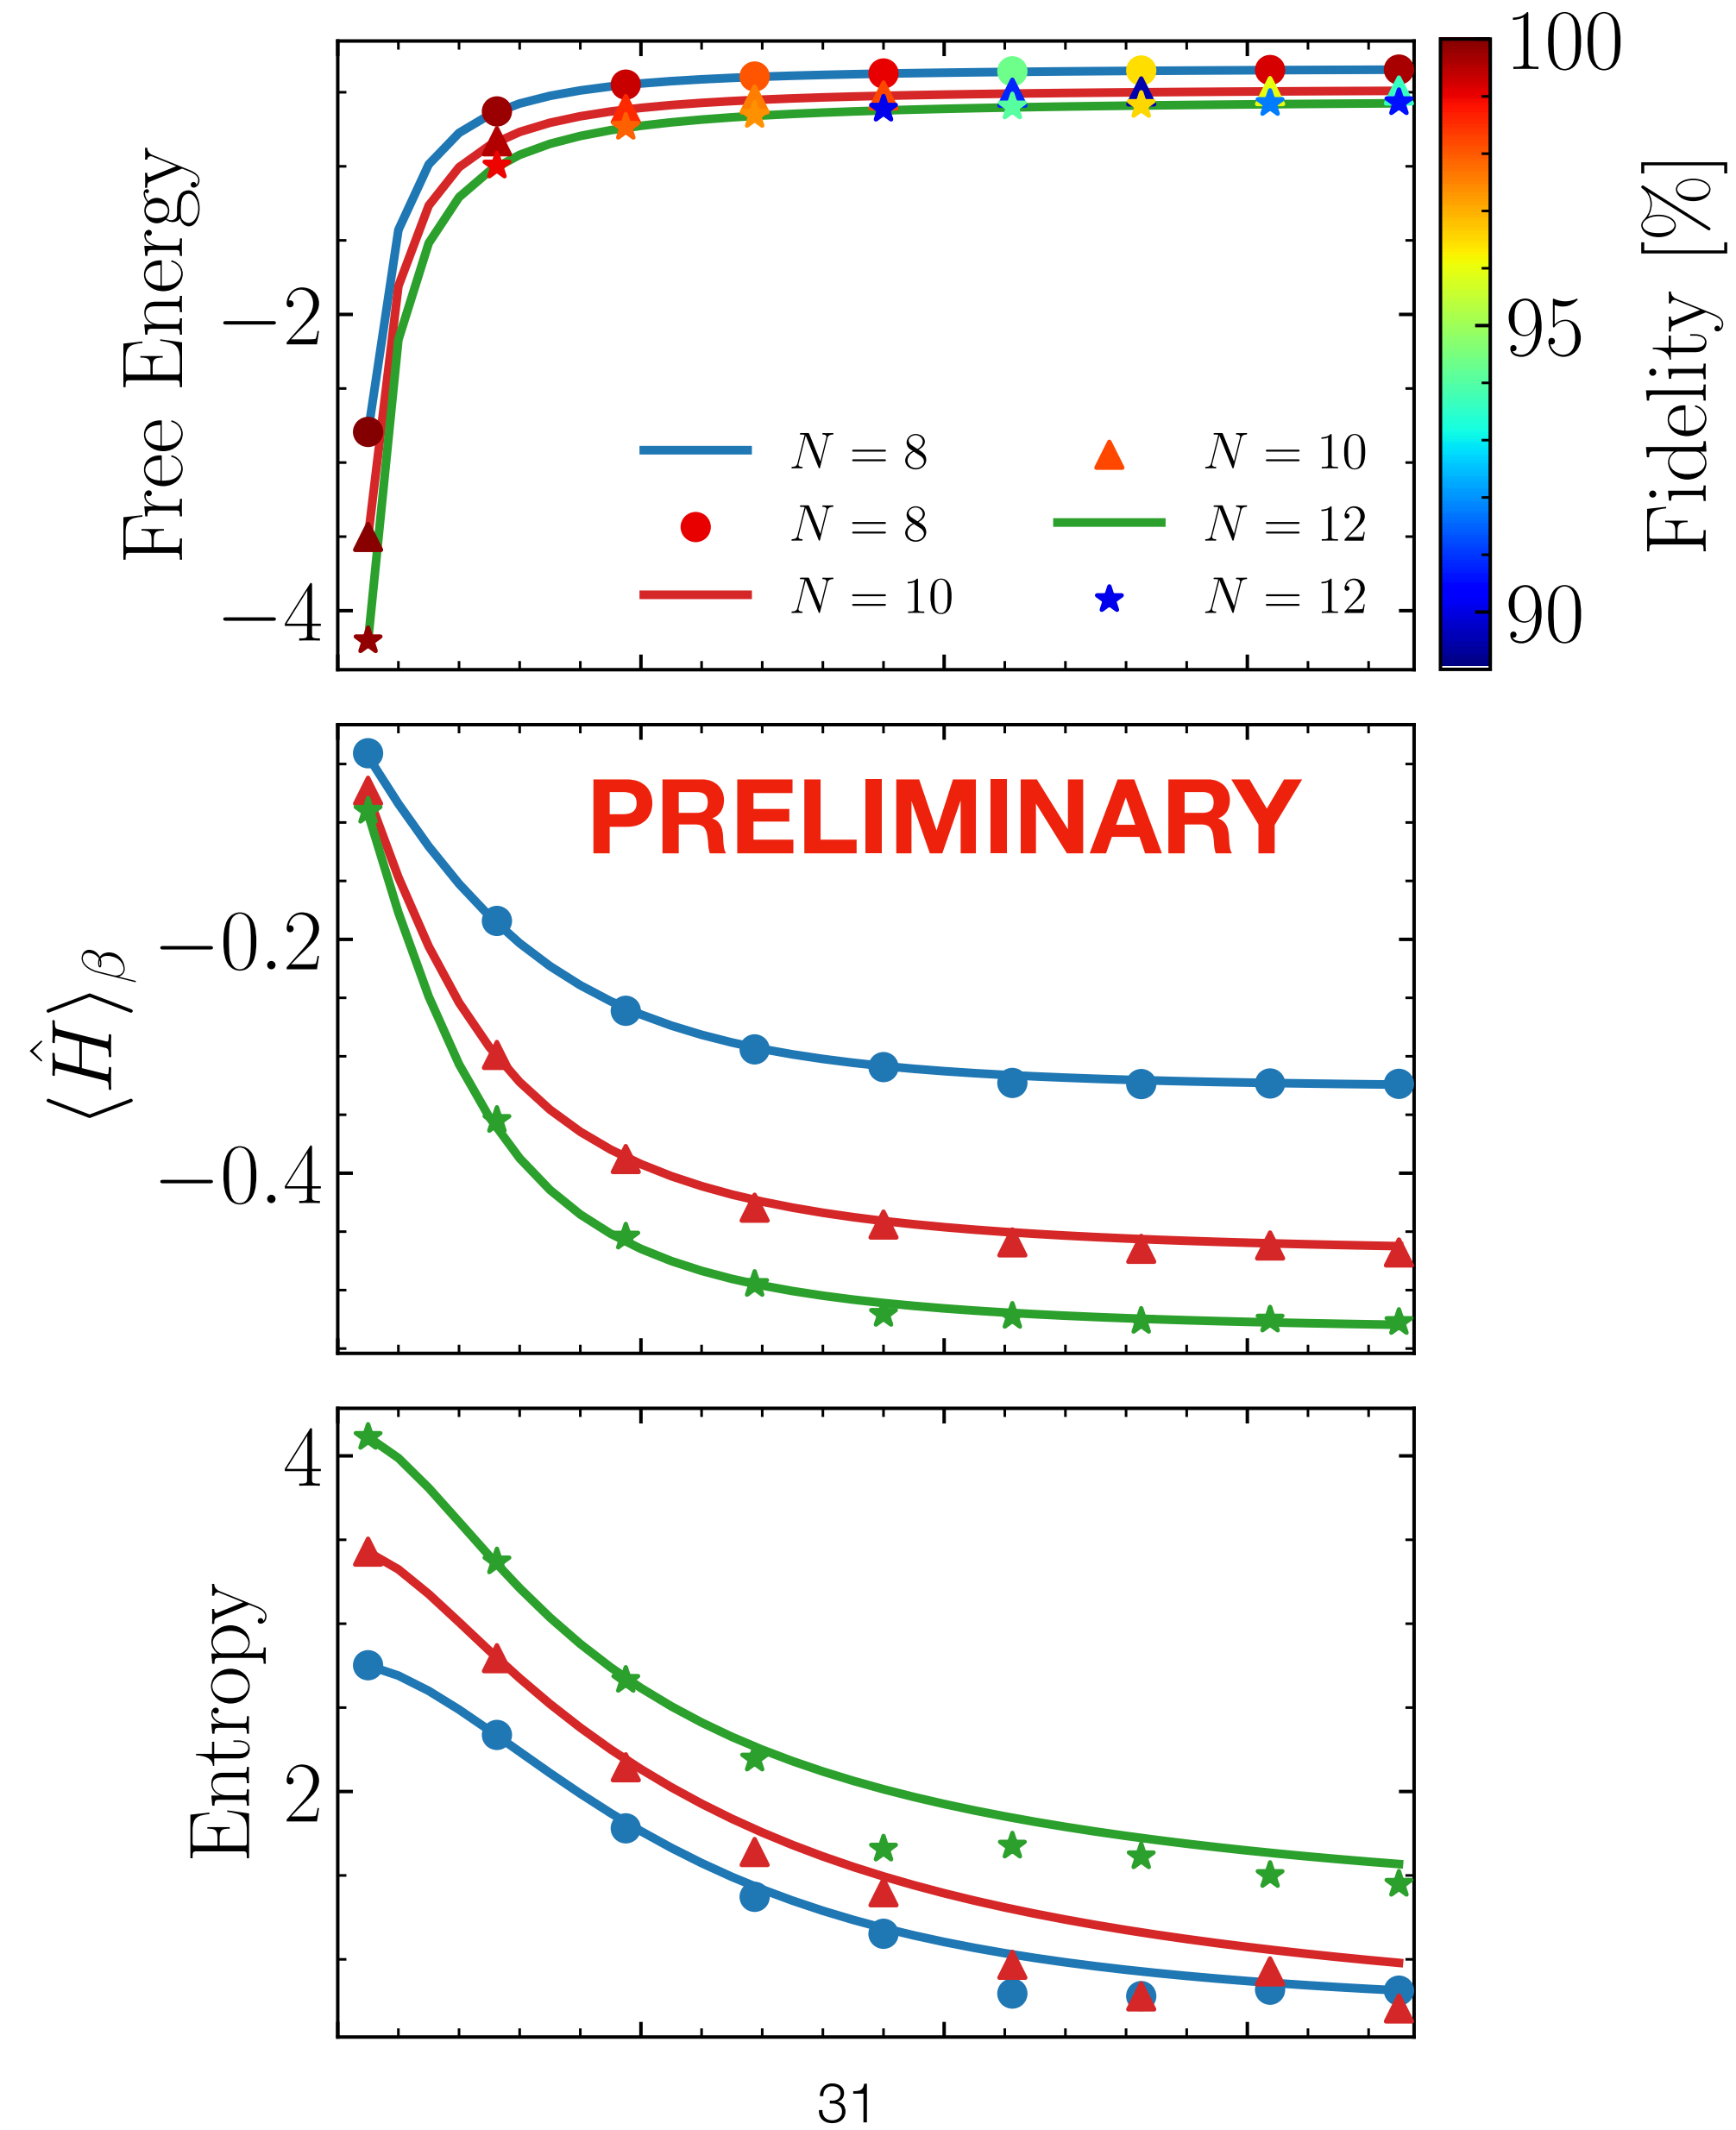 Free Energy
−2
−4
N = 8
N = 8
N = 10
N = 10
N = 12
N = 12
100
95
90
Fidelity [%]
PRELIMINARY
⟨Ĥ⟩β
−0.2
−0.4
Entropy
4
2
31